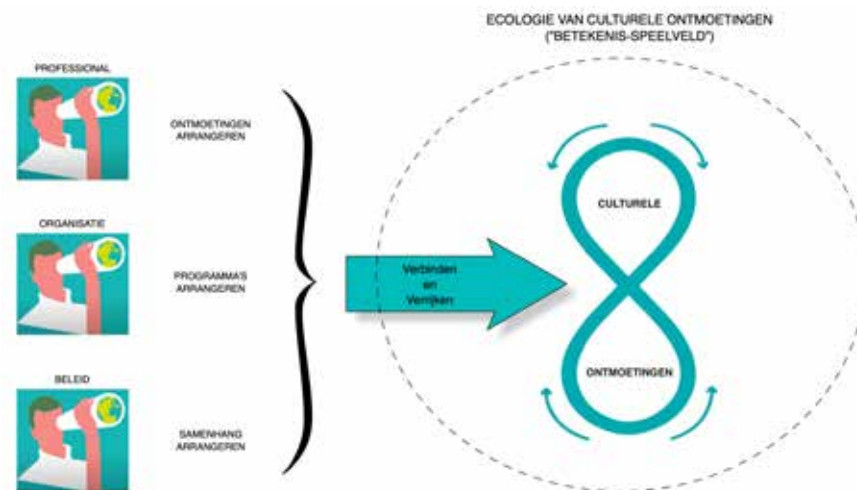 ECOLOGIE VAN CULTURELE ONTMOETINGEN
("BETEKENIS-SPEELVELD")
PROFESSIONAL
ONTMOETINGEN
ARRANGEREN
ORGANISATIE
PROGRAMMA'S
ARRANGEREN
BELEID
SAMENHANG
ARRANGEREN
Verbinden
en
Verrijken
CULTURELE
ONTMOETINGEN